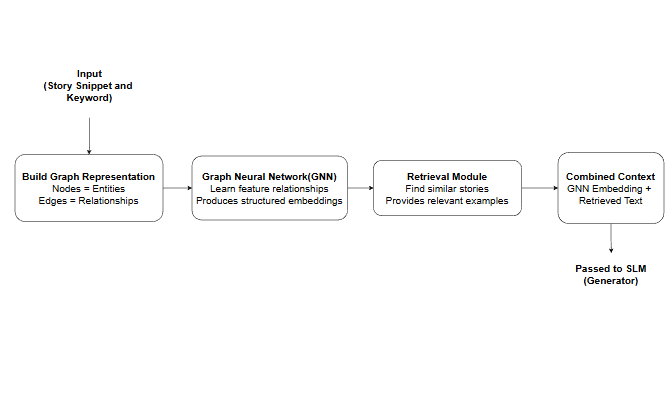 Input
(Story Snippet and
Keyword)
Build Graph Representation
Nodes = Entities
Edges = Relationships
Graph Neural Network(GNN)
Learn feature relationships
Produces structured embeddings
Retrieval Module
Find similar stories
Provides relevant examples
Combined Context
GNN Embedding +
Retrieved Text
Passed to SLM
(Generator)